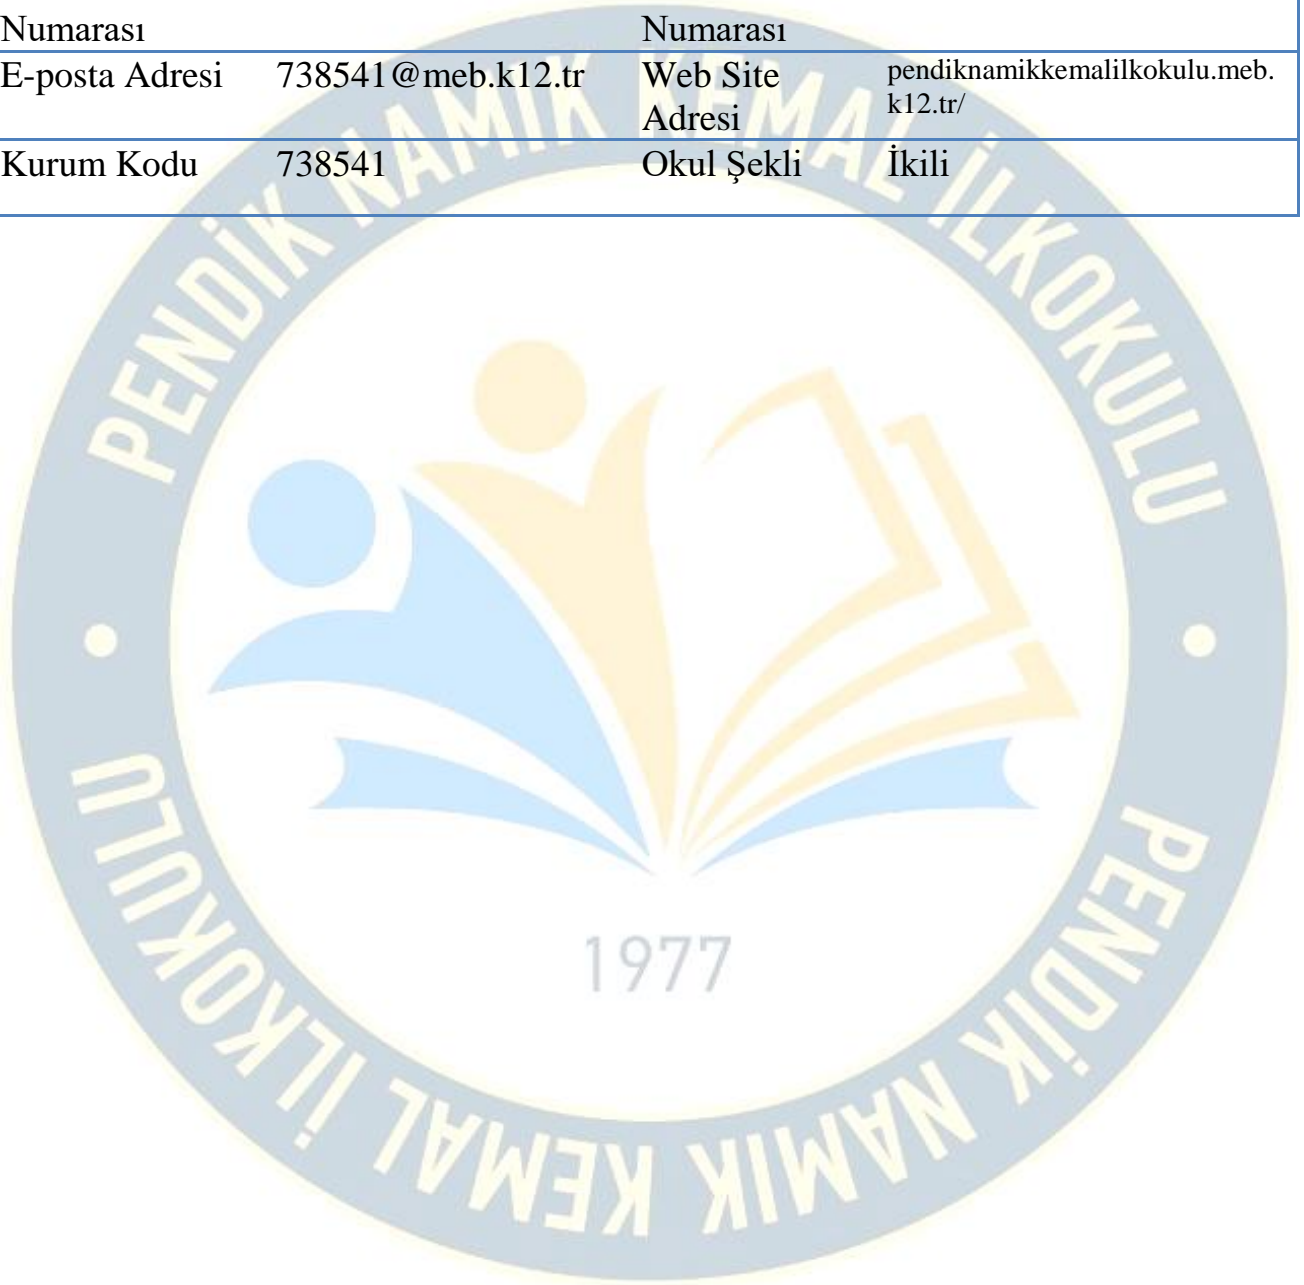 Numarası Numarası
E-posta Adresi 738541@meb.k12.tr Web Site Adresi pendiknamikkemalilkokulu.meb.
k12.tr/
Kurum Kodu 738541 Okul Şekli İkili
PENDİK NAMIK KEMAL İLKOKULU
1977
PENDİK NAMIK KEMAL İLKOKULU